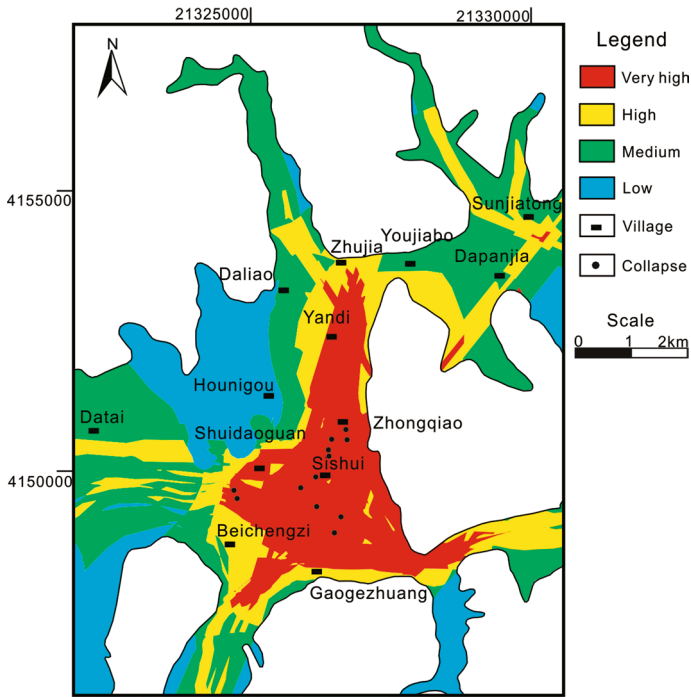 21325000
21330000
N
Legend
Very high
High
Medium
Low
Village
Collapse
Scale
0 1 2km
4155000
4150000
Sunjiatong
Youjiabo
Zhujia
Dapanjia
Daliao
Yandi
Hounigou
Datai
Zhongqiao
Shuidaoguan
Sishui
Beichengzi
Gaogezhuang